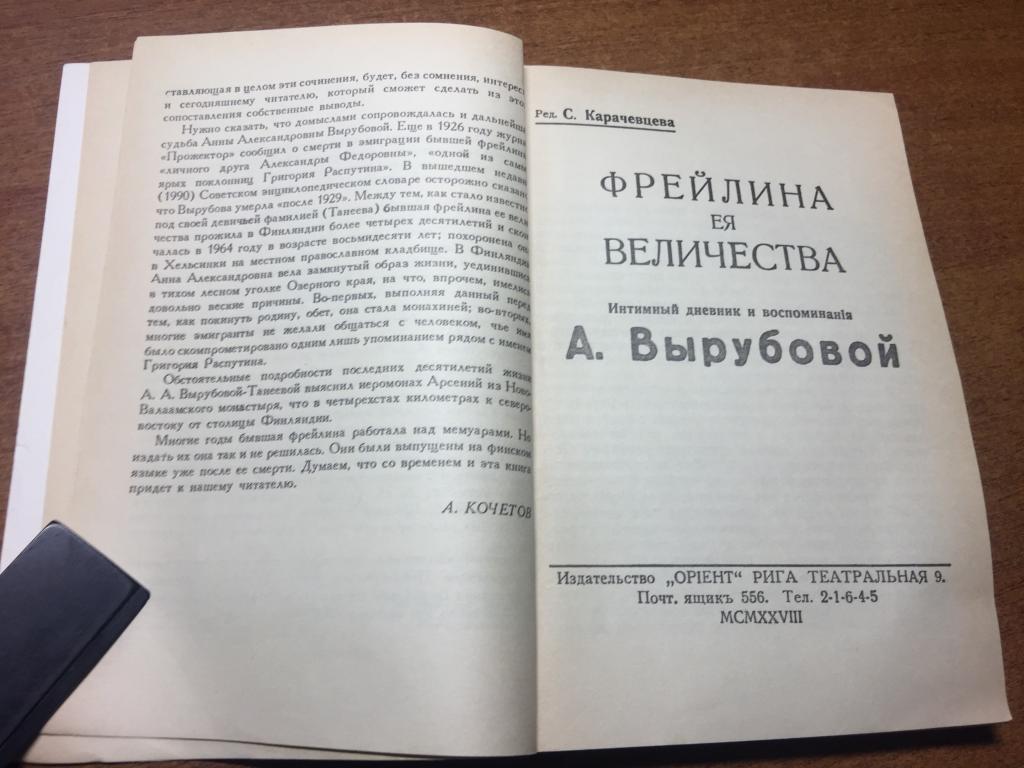 ставляющая в целом эти сочинения, будет, без сомнения, интерес
и сегодняшнему читателю, который сможет сделать из это
сопоставления собственные выводы.
Нужно сказать, что домыслами сопровождалась и дальнейш
судьба Анны Александровны Вырубовой. Еще в 1926 году журна
«Прожектор» сообщил о смерти в эмиграции бывшей фрейлин
«личного друга Александры Федоровны», «одной из самы
ярых поклонниц Григория Распутина». В вышедшем недавн
(1990) Советском энциклопедическом словаре осторожно сказано
что Вырубова умерла «после 1929». Между тем, как стало известно
под своей девичьей фамилией (Танеева) бывшая фрейлина ее вели
чества прожила в Финляндии более четырех десятилетий и скон
чалась в 1964 году в возрасте восьмидесяти лет; похоронена он
в Хельсинки на местном православном кладбище. В Финлянди
Анна Александровна вела замкнутый образ жизни, уединившис
в тихом лесном уголке Озерного края, на что, впрочем, имелис
довольно веские причины. Во-первых, выполняя данный перед
тем, как покинуть родину, обет, она стала монахиней; во-вторых,
многие эмигранты не желали общаться с человеком, чье имя
было скомпрометировано одним лишь упоминанием рядом с именем
Григория Распутина.
Обстоятельные подробности последних десятилетий жизни
А. А. Вырубовой-Танеевой выяснил иеромонах Арсений из Ново-
Валаамского монастыря, что в четырехстах километрах к северо-
востоку от столицы Финляндии.
Многие годы бывшая фрейлина работала над мемуарами. Но
издать их она так и не решилась. Они были выпущены на финском
языке уже после ее смерти. Думаем, что со временем и эта книга
придет к нашему читателю.
А. КОЧЕТОВ
Ред. С. Карачевцева
ФРЕЙЛИНА
ЕЯ
ВЕЛИЧЕСТВА
Интимный дневник и воспоминанія
А. Вырубовой
Издательство „ОРІЕНТ“ РИГА ТЕАТРАЛЬНАЯ 9.
Почт. ящикъ 556. Тел. 2-1-6-4-5
MCMXXVIII